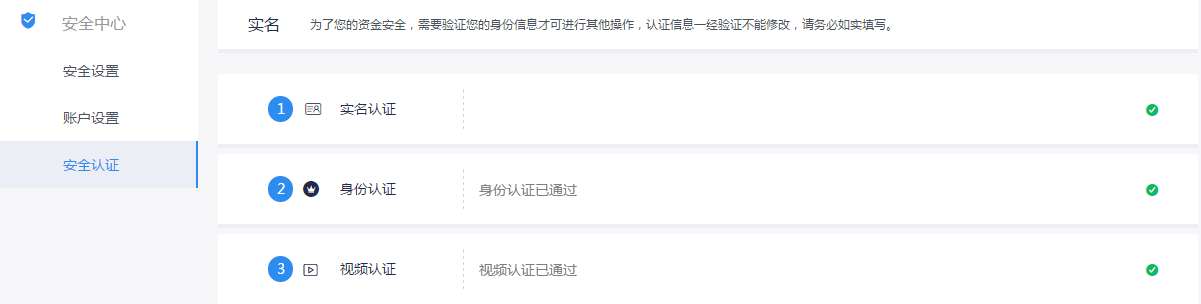 安全中心
安全设置
账户设置
安全认证
实名 为了您的资金安全，需要验证您的身份信息才可进行其他操作，认证信息一经验证不能修改，请务必如实填写。
1 实名认证
2 身份认证 身份认证已通过
3 视频认证 视频认证已通过